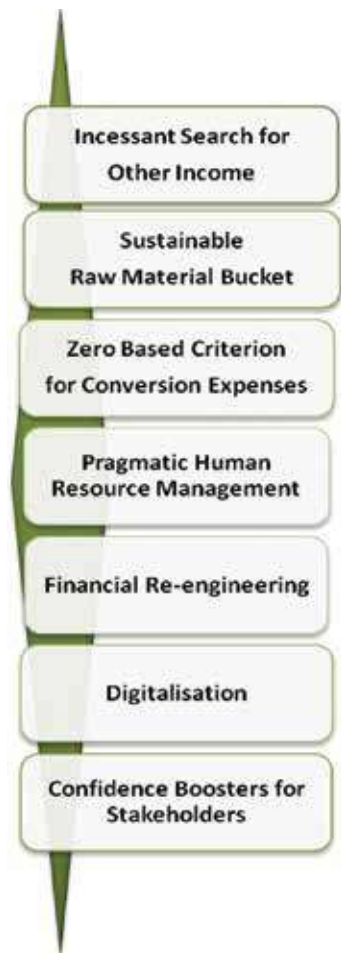 Incessant Search for
Other Income
Sustainable
Raw Material Bucket
Zero Based Criterion
for Conversion Expenses
Pragmatic Human
Resource Management
Financial Re-engineering
Digitalisation
Confidence Boosters for
Stakeholders